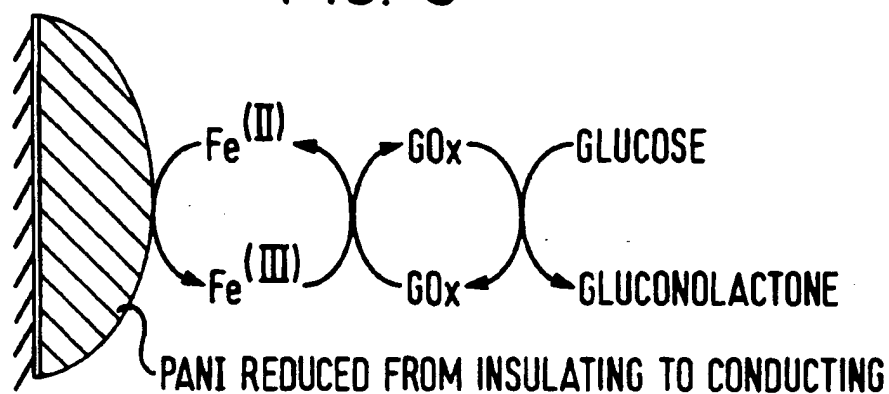 Fe(II) GOx GLUCOSE
Fe(III) GOx GLUCONOLACTONE
PANI REDUCED FROM INSULATING TO CONDUCTING